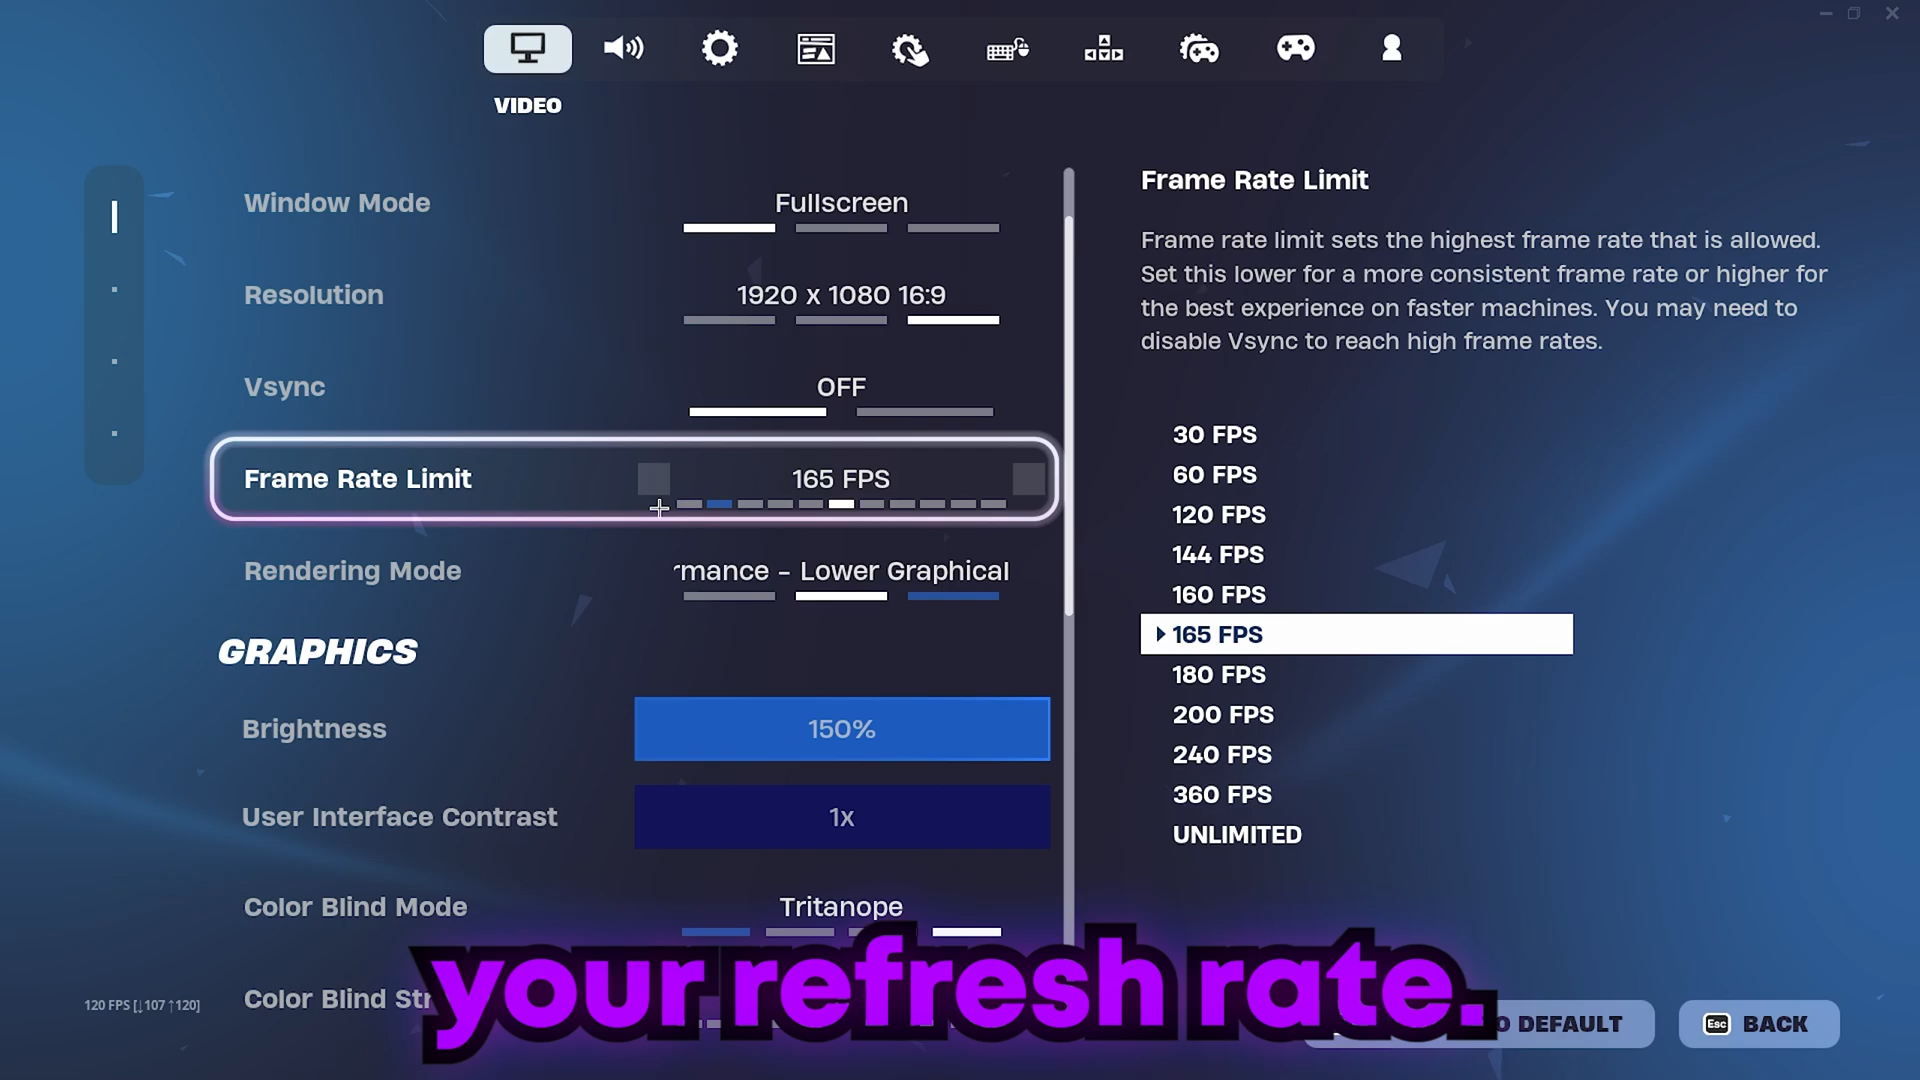 VIDEO
Window Mode
Fullscreen
Resolution
1920 x 1080 16:9
Vsync
OFF
Frame Rate Limit
165 FPS
Rendering Mode
rmance - Lower Graphical
GRAPHICS
Brightness
150%
User Interface Contrast
1x
Color Blind Mode
Tritanope
Color Blind Str
Frame Rate Limit
Frame rate limit sets the highest frame rate that is allowed.
Set this lower for a more consistent frame rate or higher for
the best experience on faster machines. You may need to
disable Vsync to reach high frame rates.
30 FPS
60 FPS
120 FPS
144 FPS
160 FPS
165 FPS
180 FPS
200 FPS
240 FPS
360 FPS
UNLIMITED
120 FPS [↓107 ↑120]
your refresh rate.
O DEFAULT
Esc BACK